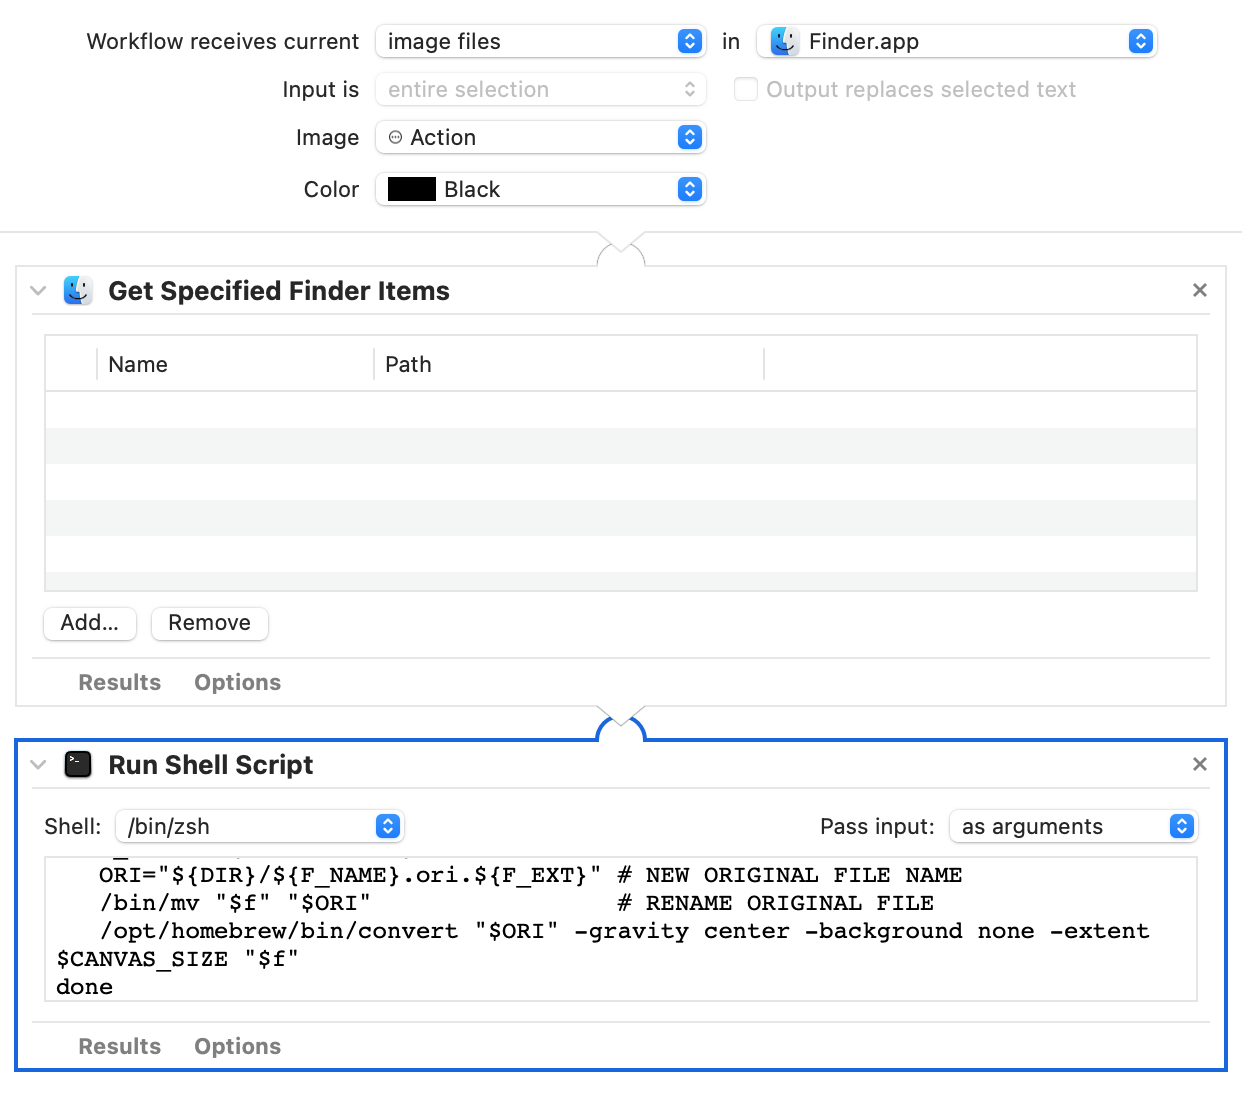 Workflow receives current image files in Finder.app
Input is entire selection Output replaces selected text
Image Action
Color Black
Get Specified Finder Items
Name Path
Add... Remove
Results Options
Run Shell Script
Shell: /bin/zsh Pass input: as arguments
ORI="${DIR}/${F_NAME}.ori.${F_EXT}" # NEW ORIGINAL FILE NAME
/bin/mv "$f" "$ORI" # RENAME ORIGINAL FILE
/opt/homebrew/bin/convert "$ORI" -gravity center -background none -extent
$CANVAS_SIZE "$f"
done
Results Options